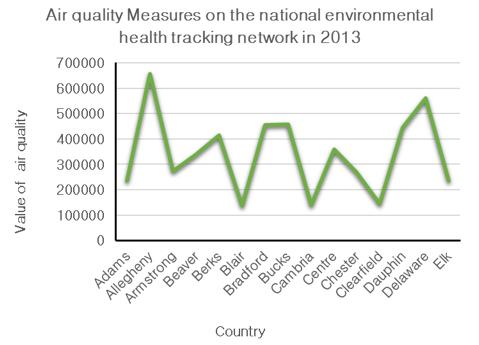 Air quality Measures on the national environmental
health tracking network in 2013
Value of air quality
700000
600000
500000
400000
300000
200000
100000
0
Adams
Allegheny
Armstrong
Beaver
Berks
Blair
Bradford
Bucks
Cambria
Centre
Chester
Clearfield
Dauphin
Delaware
Elk
Country